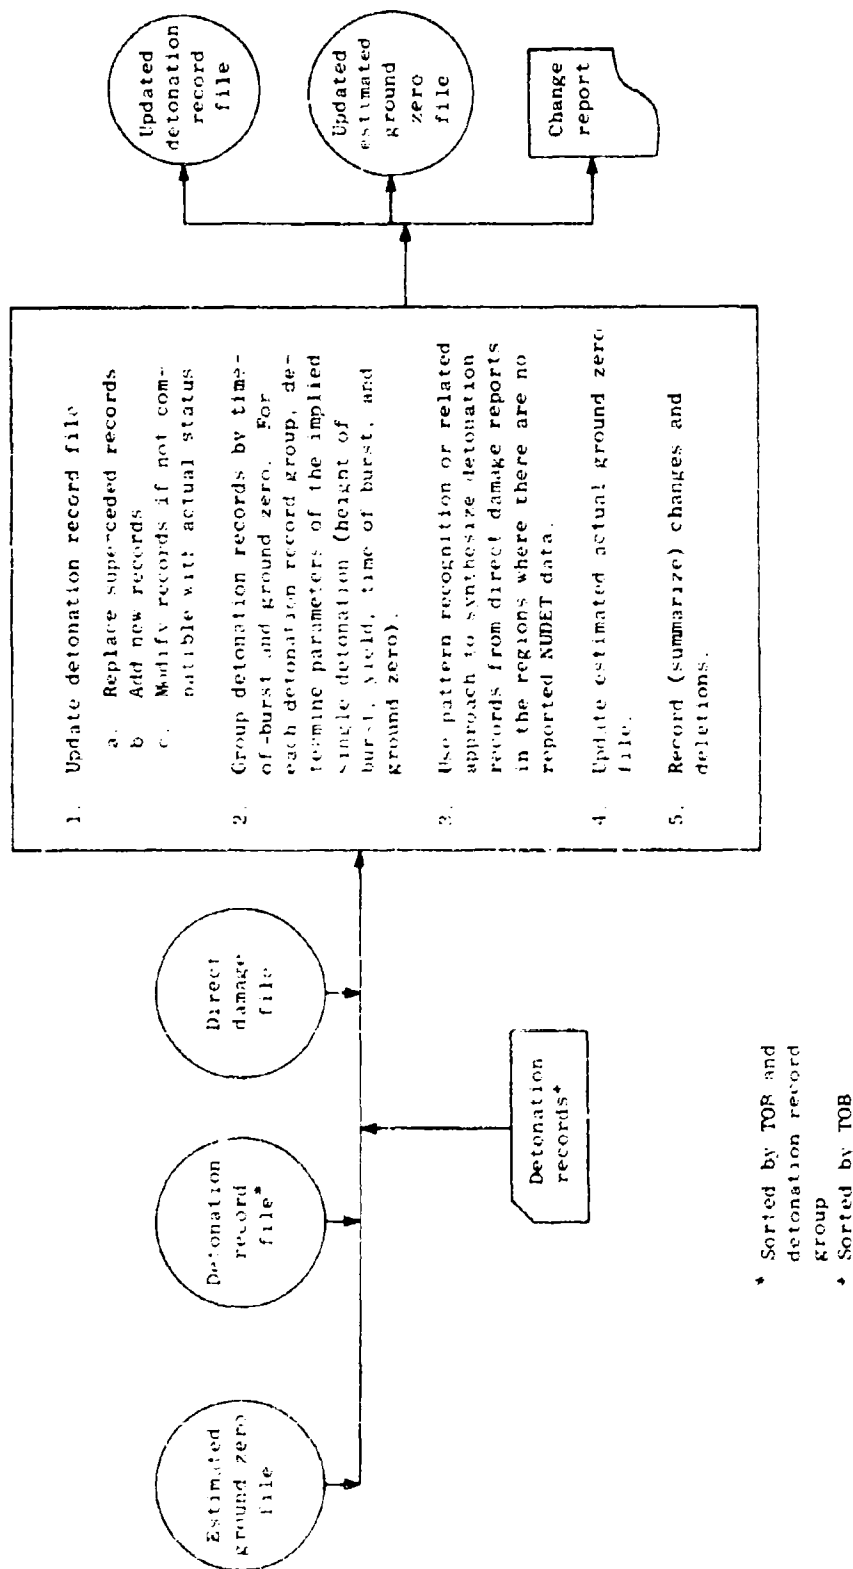 Estimated
ground zero
file
Detonation
record
file*
Direct
damage
file
Detonation
records+
1. Update detonation record file
a. Replace superceded records
b Add new records
c. Modify records if not com-
patible with actual status
2. Group detonation records by time-
of-burst and ground zero. For
each detonation record group, de-
termine parameters of the implied
single detonation (height of
burst, yield, time of burst, and
ground zero).
3. Use pattern recognition or related
approach to synthesize detonation
records from direct damage reports
in the regions where there are no
reported NUDET data.
4. Update estimated actual ground zero
file.
5. Record (summarize) changes and
deletions.
Updated
detonation
record
file
Updated
estimated
ground
zero
file
Change
report
* Sorted by TOB and
detonation record
group
+ Sorted by TOB